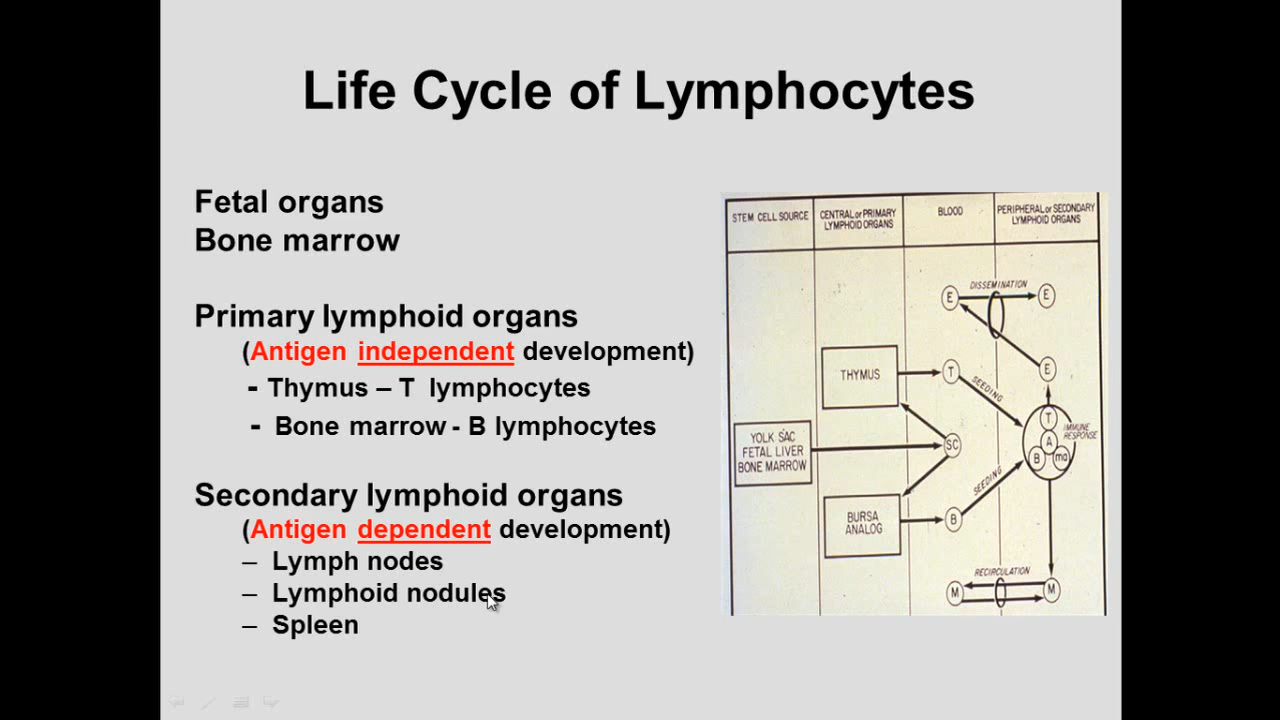 Life Cycle of Lymphocytes
Fetal organs
Bone marrow
Primary lymphoid organs
(Antigen independent development)
- Thymus – T lymphocytes
- Bone marrow - B lymphocytes
Secondary lymphoid organs
(Antigen dependent development)
– Lymph nodes
– Lymphoid nodules
– Spleen
STEM CELL SOURCE
CENTRAL or PRIMARY
LYMPHOID ORGANS
BLOOD
PERIPHERAL or SECONDARY
LYMPHOID ORGANS
DISSEMINATION
E
E
E
THYMUS
T
SEEDING
YOLK SAC
FETAL LIVER
BONE MARROW
SC
T
A
B
ma
IMMUNE
RESPONSE
SEEDING
BURSA
ANALOG
B
RECIRCULATION
M
M